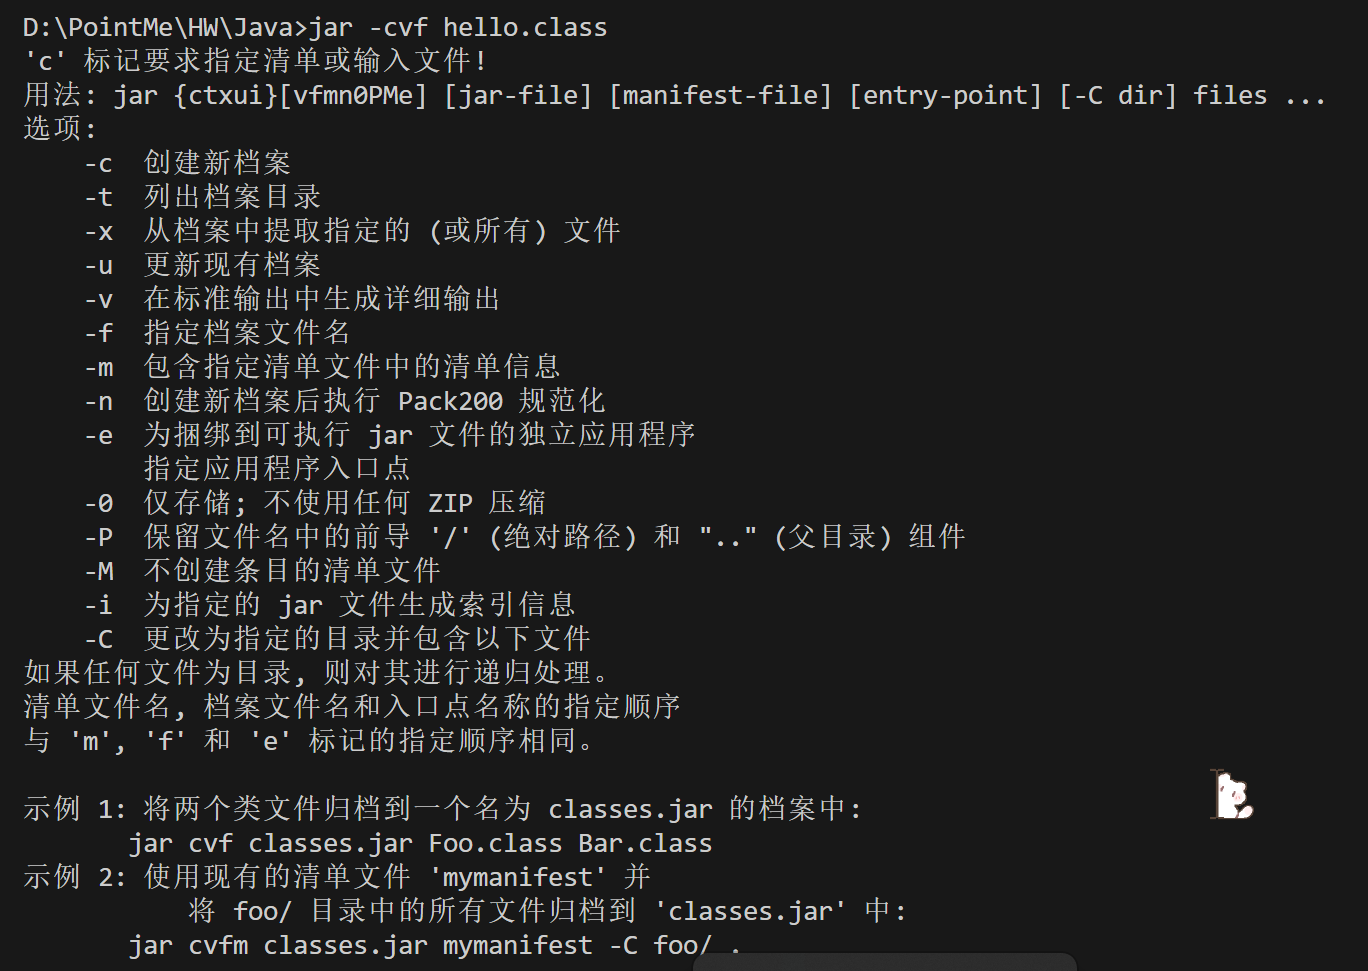 D:\PointMe\HW\Java>jar -cvf hello.class
'c' 标记要求指定清单或输入文件!
用法: jar {ctxui}[vfmn0PMe] [jar-file] [manifest-file] [entry-point] [-C dir] files ...
选项:
    -c  创建新档案
    -t  列出档案目录
    -x  从档案中提取指定的 (或所有) 文件
    -u  更新现有档案
    -v  在标准输出中生成详细输出
    -f  指定档案文件名
    -m  包含指定清单文件中的清单信息
    -n  创建新档案后执行 Pack200 规范化
    -e  为捆绑到可执行 jar 文件的独立应用程序
        指定应用程序入口点
    -0  仅存储; 不使用任何 ZIP 压缩
    -P  保留文件名中的前导 '/' (绝对路径) 和 ".." (父目录) 组件
    -M  不创建条目的清单文件
    -i  为指定的 jar 文件生成索引信息
    -C  更改为指定的目录并包含以下文件
如果任何文件为目录, 则对其进行递归处理。
清单文件名, 档案文件名和入口点名称的指定顺序
与 'm', 'f' 和 'e' 标记的指定顺序相同。

示例 1: 将两个类文件归档到一个名为 classes.jar 的档案中:
       jar cvf classes.jar Foo.class Bar.class
示例 2: 使用现有的清单文件 'mymanifest' 并
           将 foo/ 目录中的所有文件归档到 'classes.jar' 中:
       jar cvfm classes.jar mymanifest -C foo/ .